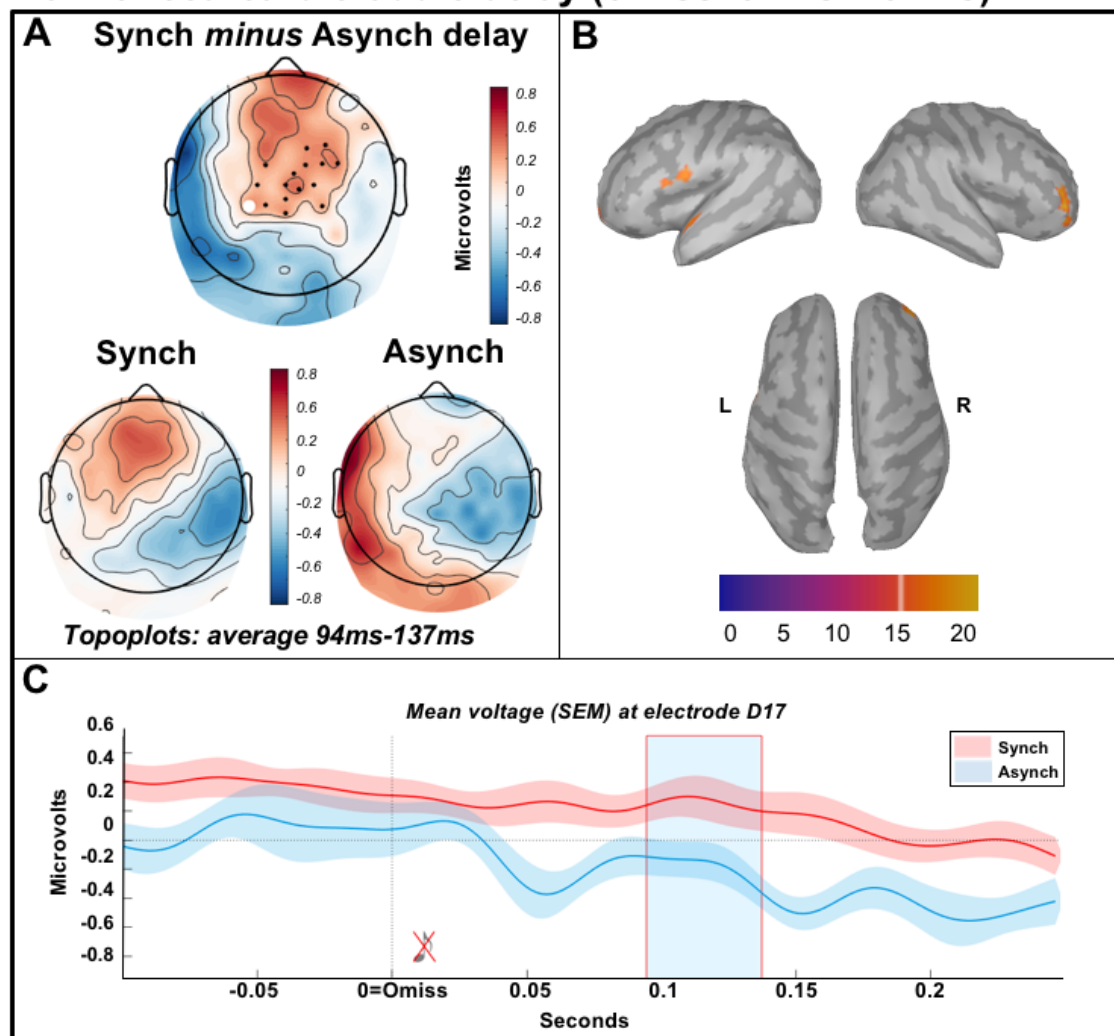 A
Synch minus Asynch delay
B
0.8
0.6
0.2
0
-0.2
-0.4
-0.6
-0.8
Microvolts
Synch
Asynch
0.8
0.6
0.2
0
-0.2
-0.4
-0.6
-0.8
L
R
Topoplots: average 94ms-137ms
0
5
10
15
20
C
Mean voltage (SEM) at electrode D17
0.6
0.4
0.2
0
-0.2
-0.4
-0.6
-0.8
Microvolts
Synch
Asynch
-0.05
0=Omiss
0.05
0.1
0.15
0.2
Seconds